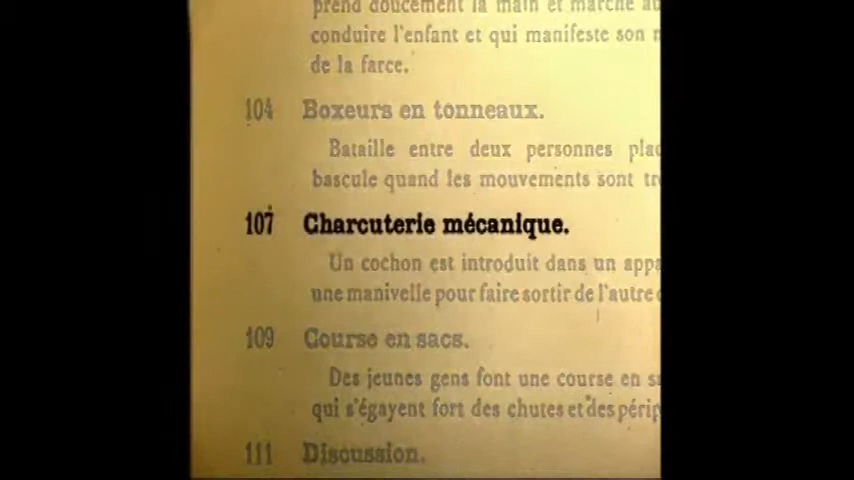 prend doucement la main et marche au
conduire l'enfant et qui manifeste son
de la farce.
104 Boxeurs en tonneaux.
Bataille entre deux personnes
bascule quand les mouvements sont
107 Charcuterie mécanique.
Un cochon est introduit dans un
une manivelle pour faire sortir de l'autre
109 Course en sacs.
Des jeunes gens font une course en
qui s'égayent fort des chutes et des
111 Discussion.